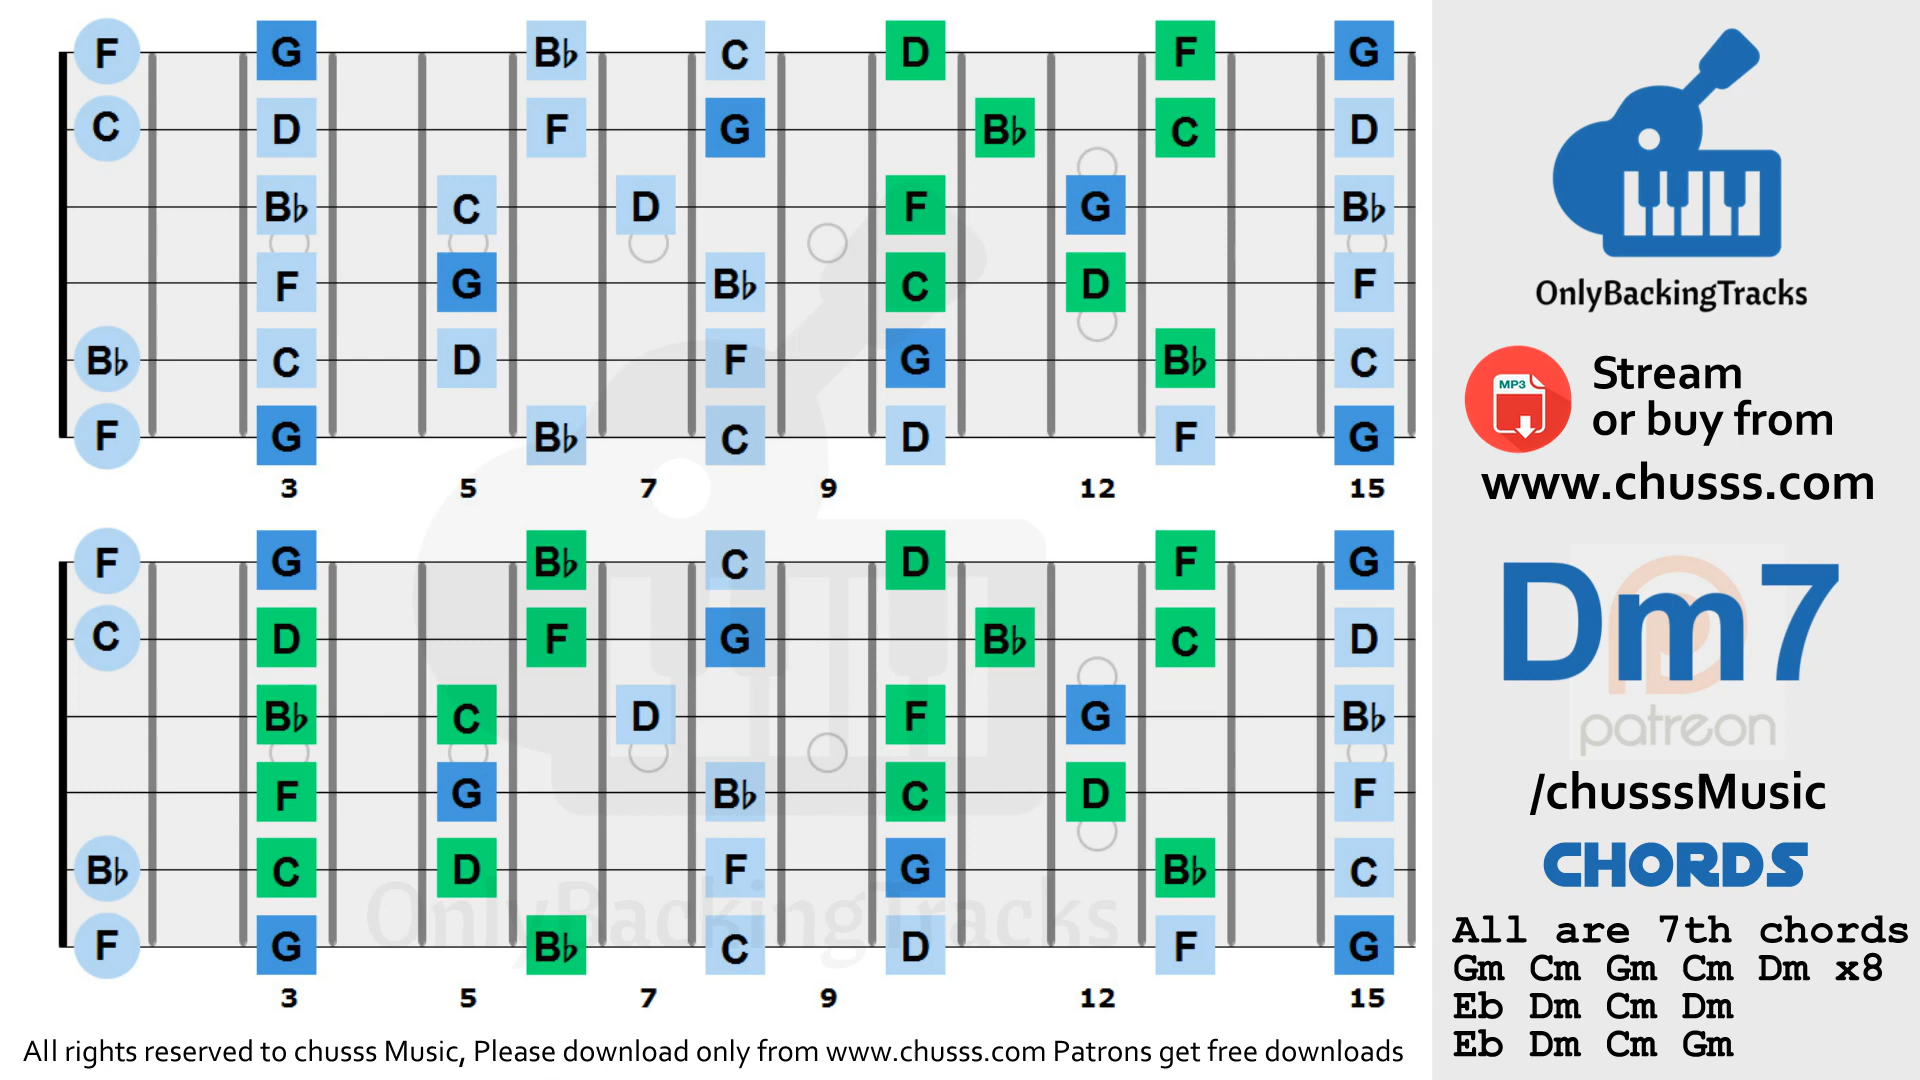 F G B♭ C D F G
C D F G B♭ C D
B♭ C D F G B♭
F G B♭ C D F
B♭ C D F G B♭ C
F G B♭ C D F G
3 5 7 9 12 15
F G B♭ C D F G
C D F G B♭ C D
B♭ C D F G B♭
F G B♭ C D F
B♭ C D F G B♭ C
F G B♭ C D F G
3 5 7 9 12 15
OnlyBackingTracks
All rights reserved to chusss Music, Please download only from www.chusss.com Patrons get free downloads
OnlyBackingTracks
MP3
Stream
or buy from
www.chusss.com
Dm7
patreon
/chusssMusic
CHORDS
All are 7th chords
Gm Cm Gm Cm Dm x8
Eb Dm Cm Dm
Eb Dm Cm Gm